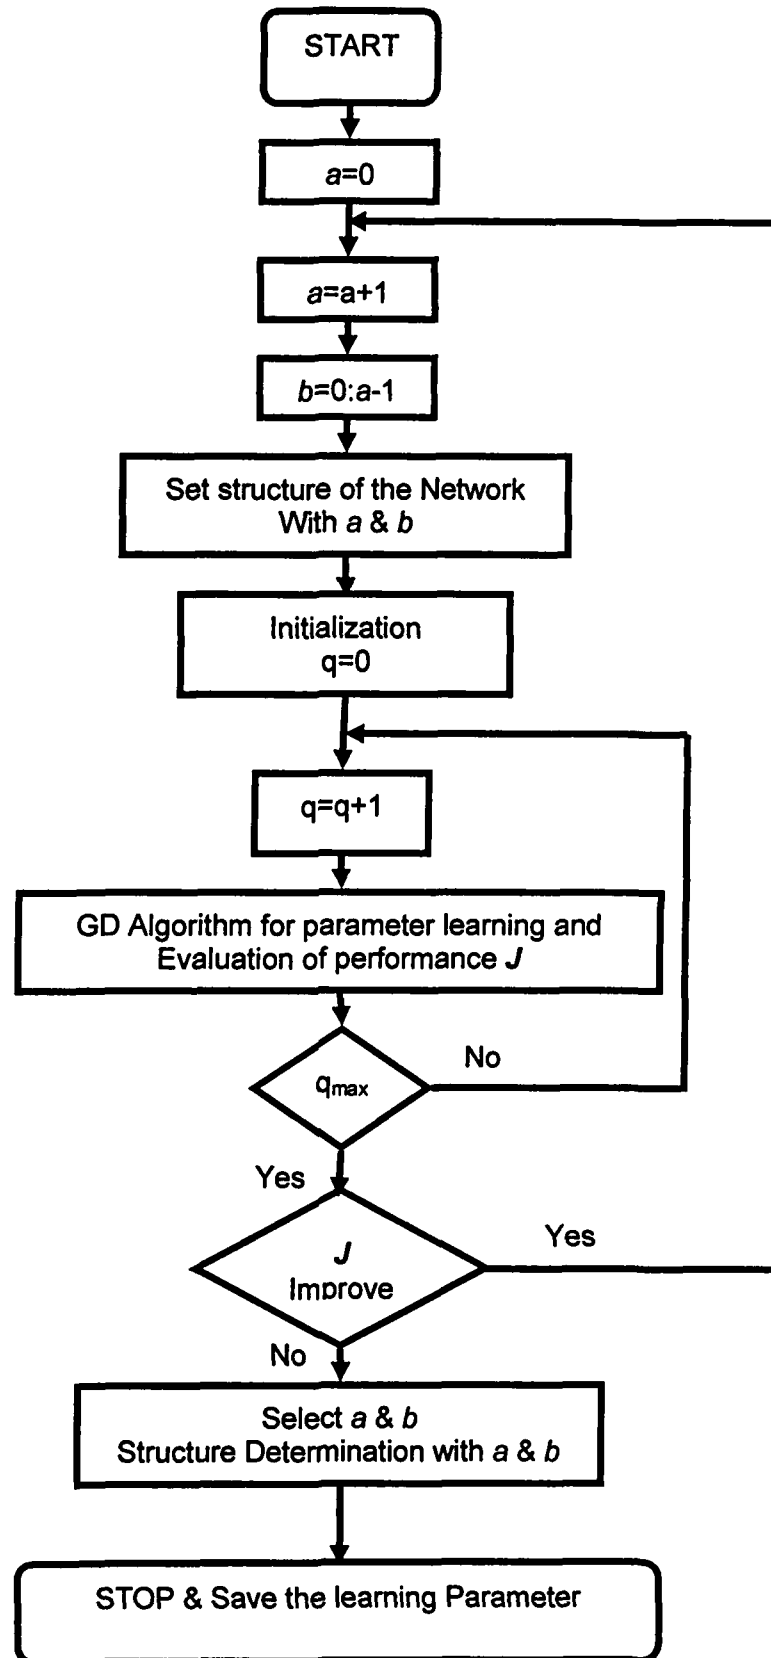 START
a=0
a=a+1
b=0:a-1
Set structure of the Network
With a & b
Initialization
q=0
q=q+1
GD Algorithm for parameter learning and
Evaluation of performance J
No
qmax
Yes
Yes
J
Improve
No
Select a & b
Structure Determination with a & b
STOP & Save the learning Parameter